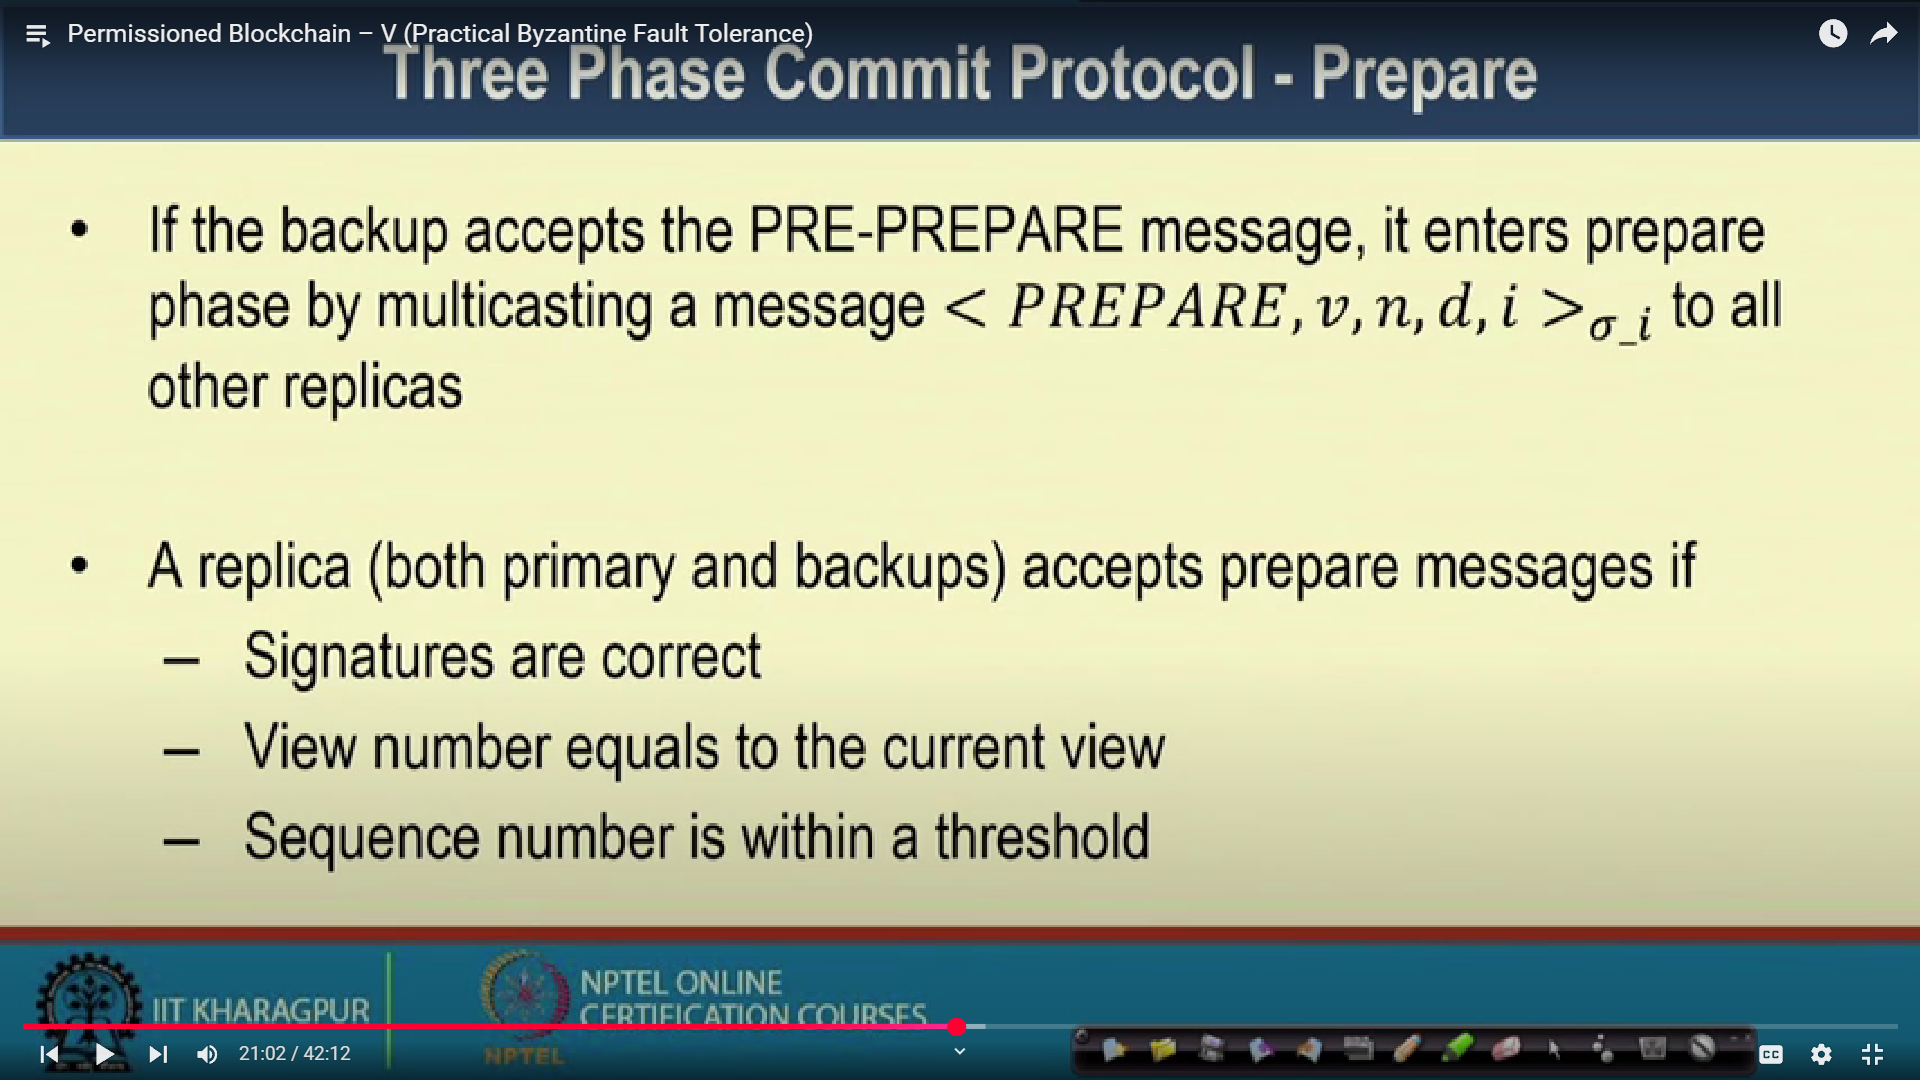 Permissioned Blockchain – V (Practical Byzantine Fault Tolerance)
Three Phase Commit Protocol - Prepare
• If the backup accepts the PRE-PREPARE message, it enters prepare
phase by multicasting a message < PREPARE, v, n, d, i >σ_i to all
other replicas
• A replica (both primary and backups) accepts prepare messages if
– Signatures are correct
– View number equals to the current view
– Sequence number is within a threshold
IIT KHARAGPUR
NPTEL
NPTEL ONLINE
CERTIFICATION COURSES
21:02 / 42:12
CC